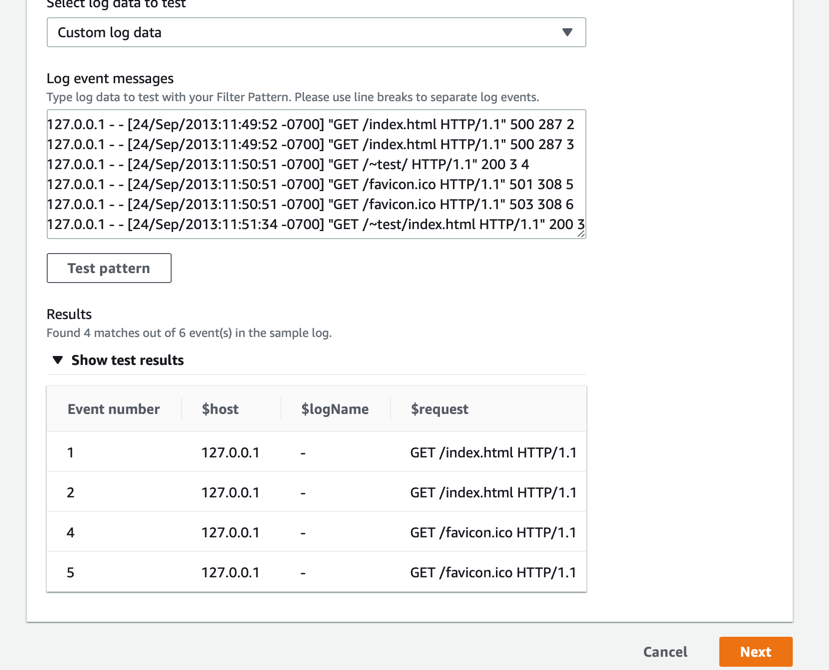 Select log data to test
Custom log data
Log event messages
Type log data to test with your Filter Pattern. Please use line breaks to separate log events.
127.0.0.1 - - [24/Sep/2013:11:49:52 -0700] "GET /index.html HTTP/1.1" 500 287 2
127.0.0.1 - - [24/Sep/2013:11:49:52 -0700] "GET /index.html HTTP/1.1" 500 287 3
127.0.0.1 - - [24/Sep/2013:11:50:51 -0700] "GET /~test/ HTTP/1.1" 200 3 4
127.0.0.1 - - [24/Sep/2013:11:50:51 -0700] "GET /favicon.ico HTTP/1.1" 501 308 5
127.0.0.1 - - [24/Sep/2013:11:50:51 -0700] "GET /favicon.ico HTTP/1.1" 503 308 6
127.0.0.1 - - [24/Sep/2013:11:51:34 -0700] "GET /~test/index.html HTTP/1.1" 200 3
Test pattern
Results
Found 4 matches out of 6 event(s) in the sample log.
Show test results
Event number $host $logName $request
1 127.0.0.1 - GET /index.html HTTP/1.1
2 127.0.0.1 - GET /index.html HTTP/1.1
4 127.0.0.1 - GET /favicon.ico HTTP/1.1
5 127.0.0.1 - GET /favicon.ico HTTP/1.1
Cancel Next